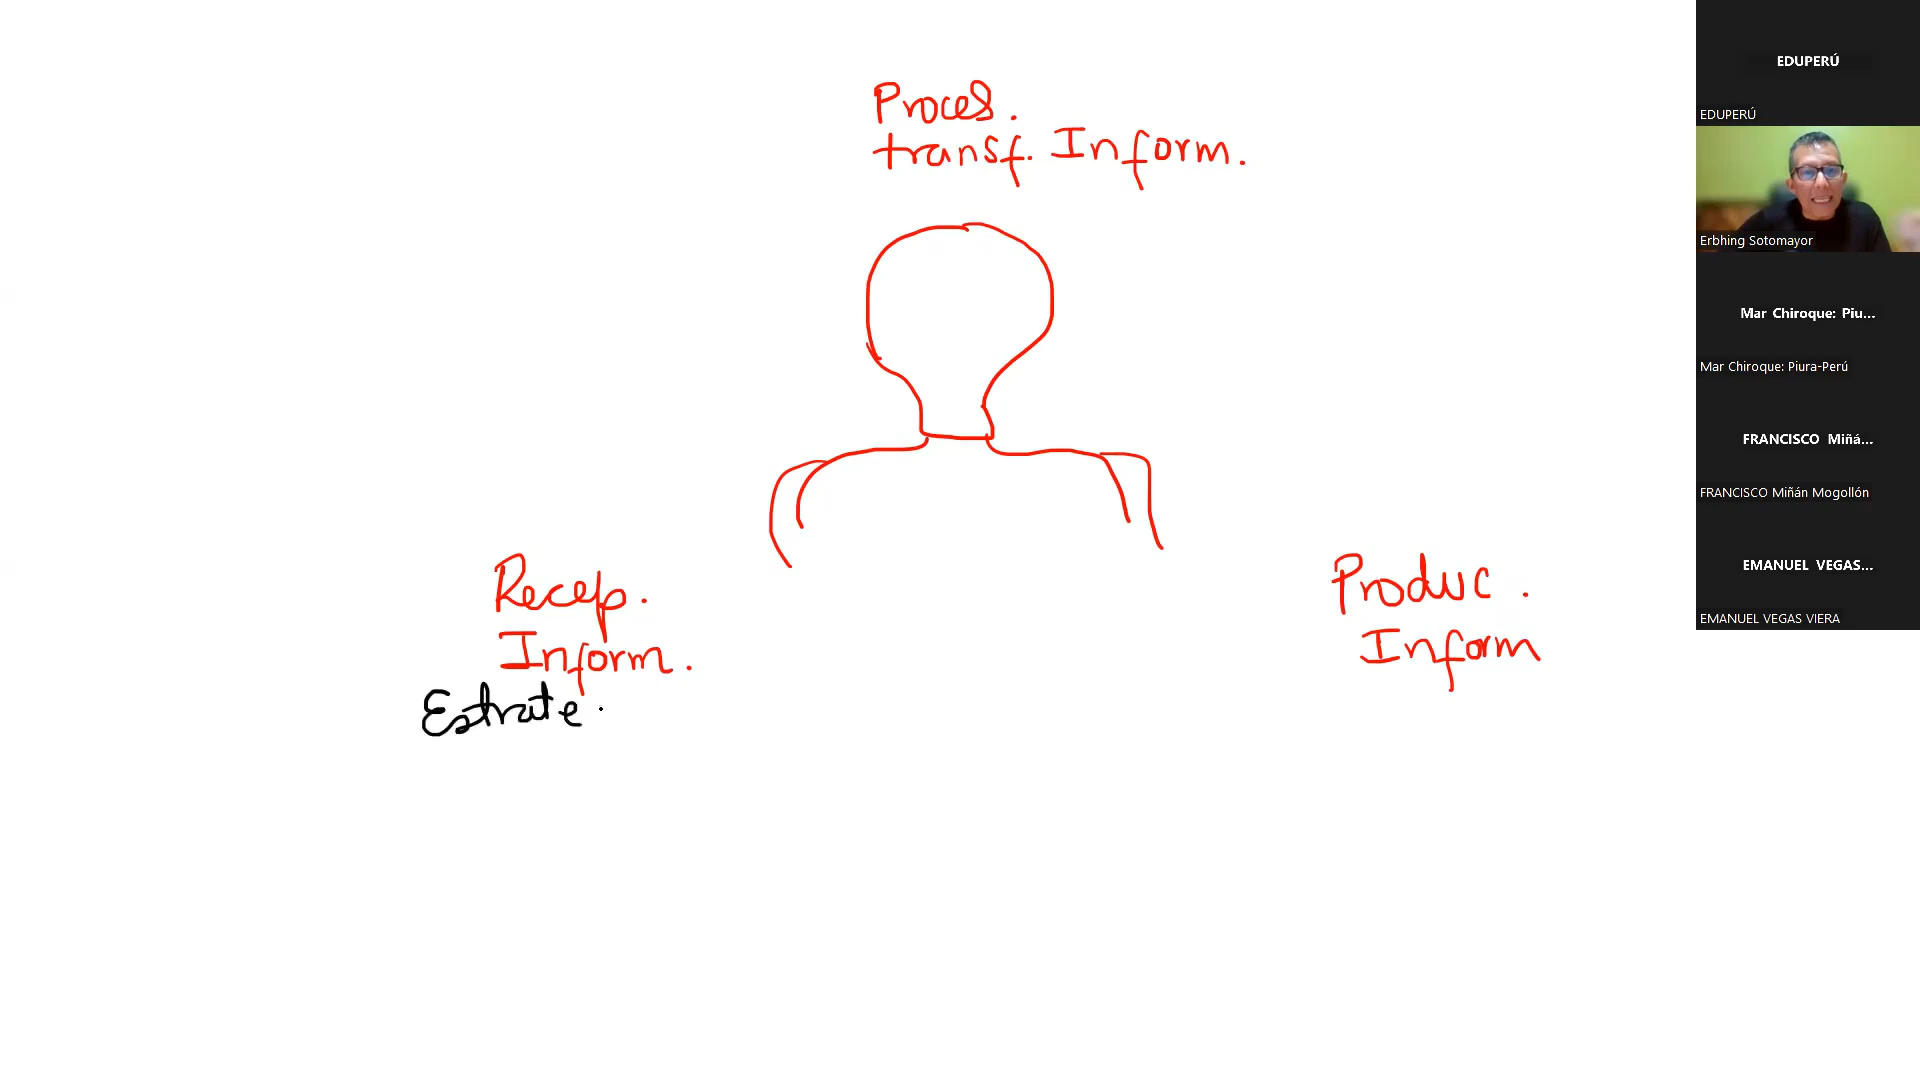 Proces.
transf. Inform.
Recep.
Inform.
Estrate.
Produc.
Inform
EDUPERÚ
EDUPERÚ
Erbhing Sotomayor
Mar Chiroque: Piu...
Mar Chiroque: Piura-Perú
FRANCISCO Miñá...
FRANCISCO Miñán Mogollón
EMANUEL VEGAS...
EMANUEL VEGAS VIERA